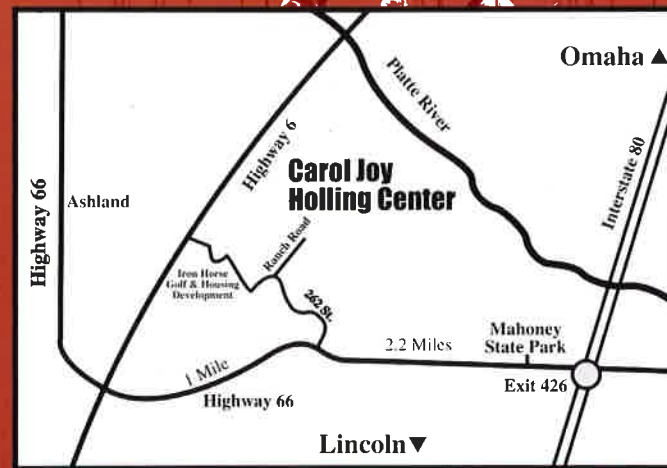 Omaha ▲
Platte River
Highway 6
Interstate 80
Carol Joy
Holling Center
Highway 66
Ashland
Ranch Road
Iron Horse
Golf & Housing
Development
262 St.
2.2 Miles
Mahoney
State Park
1 Mile
Exit 426
Highway 66
Lincoln ▼